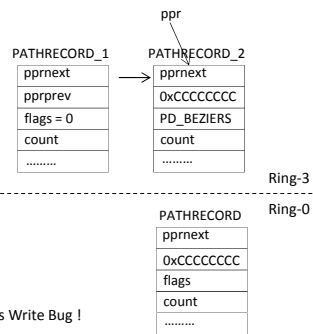 ppr
PATHRECORD_1
pprnext
pprprev
flags = 0
count
………
PATHRECORD_2
pprnext
0xCCCCCCCC
PD_BEZIERS
count
………
Ring-3
Ring-0
PATHRECORD
pprnext
0xCCCCCCCC
flags
count
………
s Write Bug !